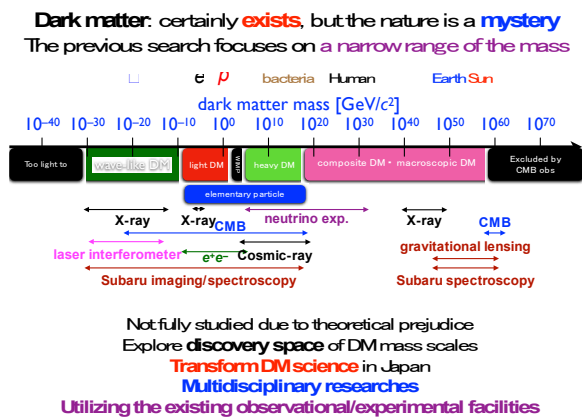 Dark matter: certainly exists, but the nature is a mystery
The previous search focuses on a narrow range of the mass
e p bacteria Human Earth Sun
dark matter mass [GeV/c²]
10⁻⁴⁰ 10⁻³⁰ 10⁻²⁰ 10⁻¹⁰ 10⁰⁰ 10¹⁰ 10²⁰ 10³⁰ 10⁴⁰ 10⁵⁰ 10⁶⁰ 10⁷⁰
Too light to wave-like DM light DM WIMP heavy DM composite DM・macroscopic DM Excluded by
CMB obs
elementary particle
X-ray X-ray neutrino exp. X-ray
CMB CMB
laser interferometer e⁺e⁻ Cosmic-ray gravitational lensing
Subaru imaging/spectroscopy Subaru spectroscopy
Not fully studied due to theoretical prejudice
Explore discovery space of DM mass scales
Transform DM science in Japan
Multidisciplinary researches
Utilizing the existing observational/experimental facilities